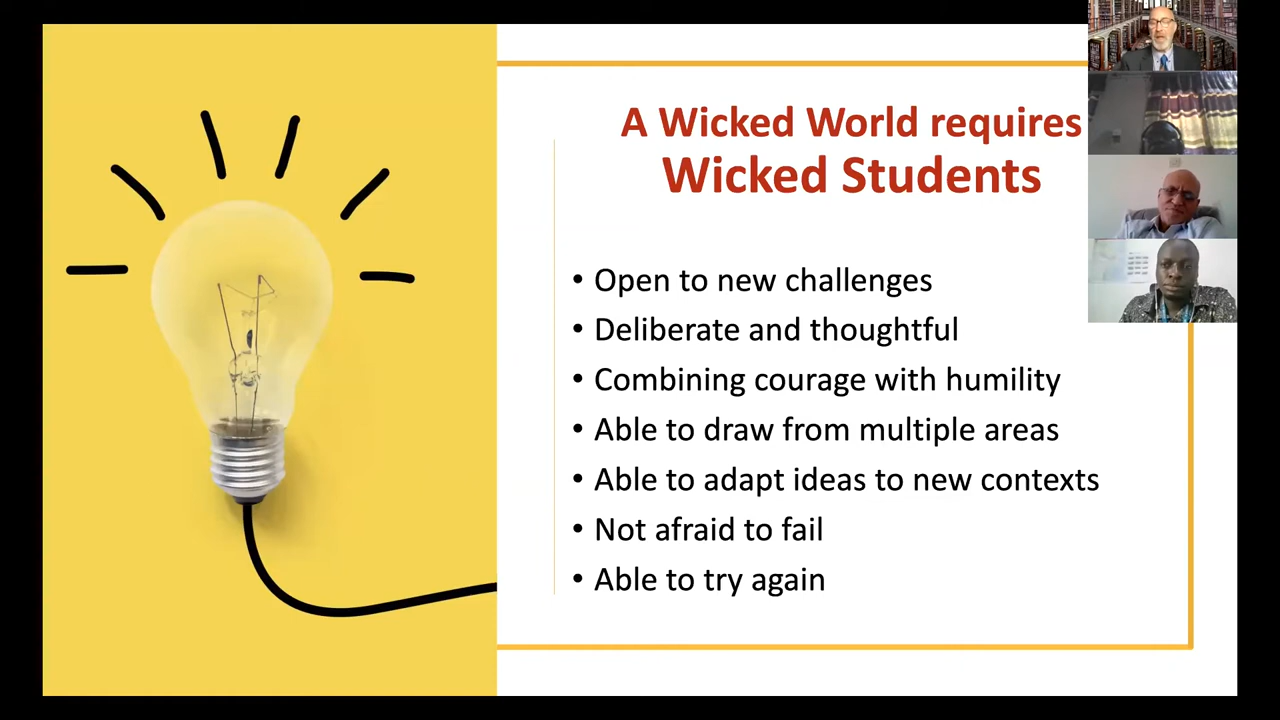 A Wicked World requires
Wicked Students
• Open to new challenges
• Deliberate and thoughtful
• Combining courage with humility
• Able to draw from multiple areas
• Able to adapt ideas to new contexts
• Not afraid to fail
• Able to try again